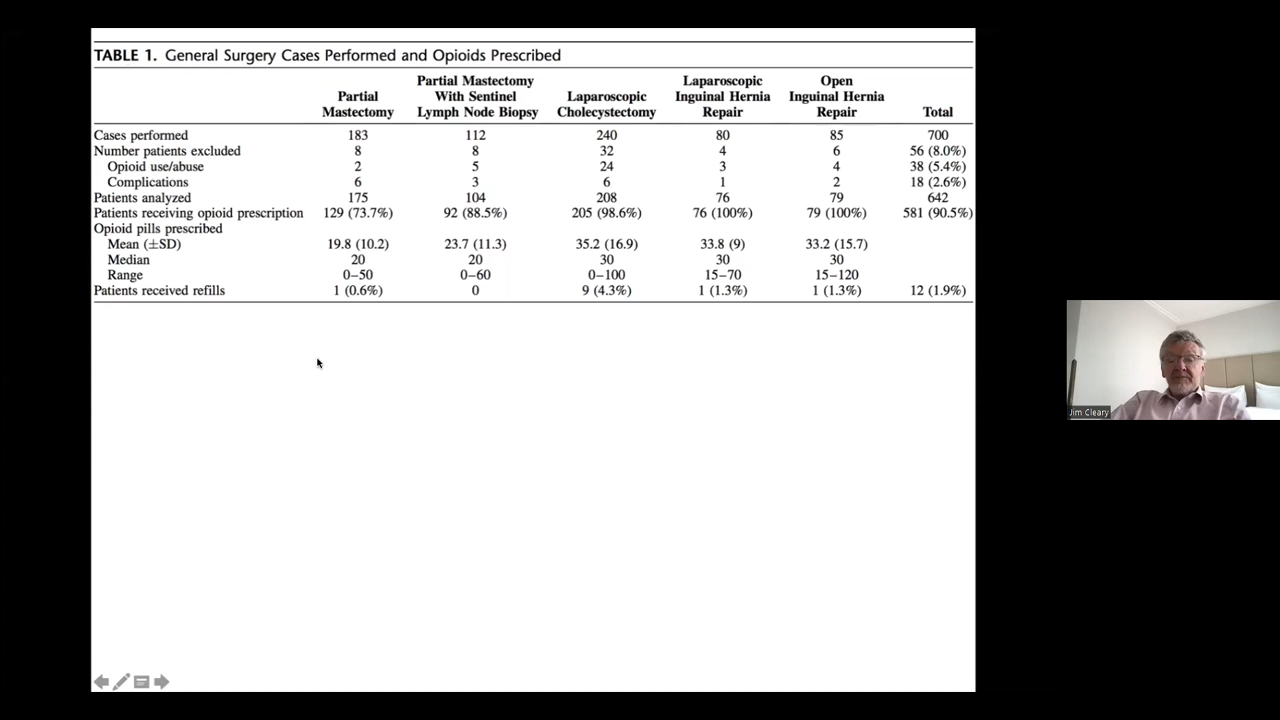 TABLE 1. General Surgery Cases Performed and Opioids Prescribed
Partial Mastectomy Laparoscopic Open
Partial With Sentinel Laparoscopic Inguinal Hernia Inguinal Hernia
Mastectomy Lymph Node Biopsy Cholecystectomy Repair Repair Total
Cases performed 183 112 240 80 85 700
Number patients excluded 8 8 32 4 6 56 (8.0%)
Opioid use/abuse 2 5 24 3 4 38 (5.4%)
Complications 6 3 6 1 2 18 (2.6%)
Patients analyzed 175 104 208 76 79 642
Patients receiving opioid prescription 129 (73.7%) 92 (88.5%) 205 (98.6%) 76 (100%) 79 (100%) 581 (90.5%)
Opioid pills prescribed
Mean (±SD) 19.8 (10.2) 23.7 (11.3) 35.2 (16.9) 33.8 (9) 33.2 (15.7)
Median 20 20 30 30 30
Range 0–50 0–60 0–100 15–70 15–120
Patients received refills 1 (0.6%) 0 9 (4.3%) 1 (1.3%) 1 (1.3%) 12 (1.9%)
Jim Cleary